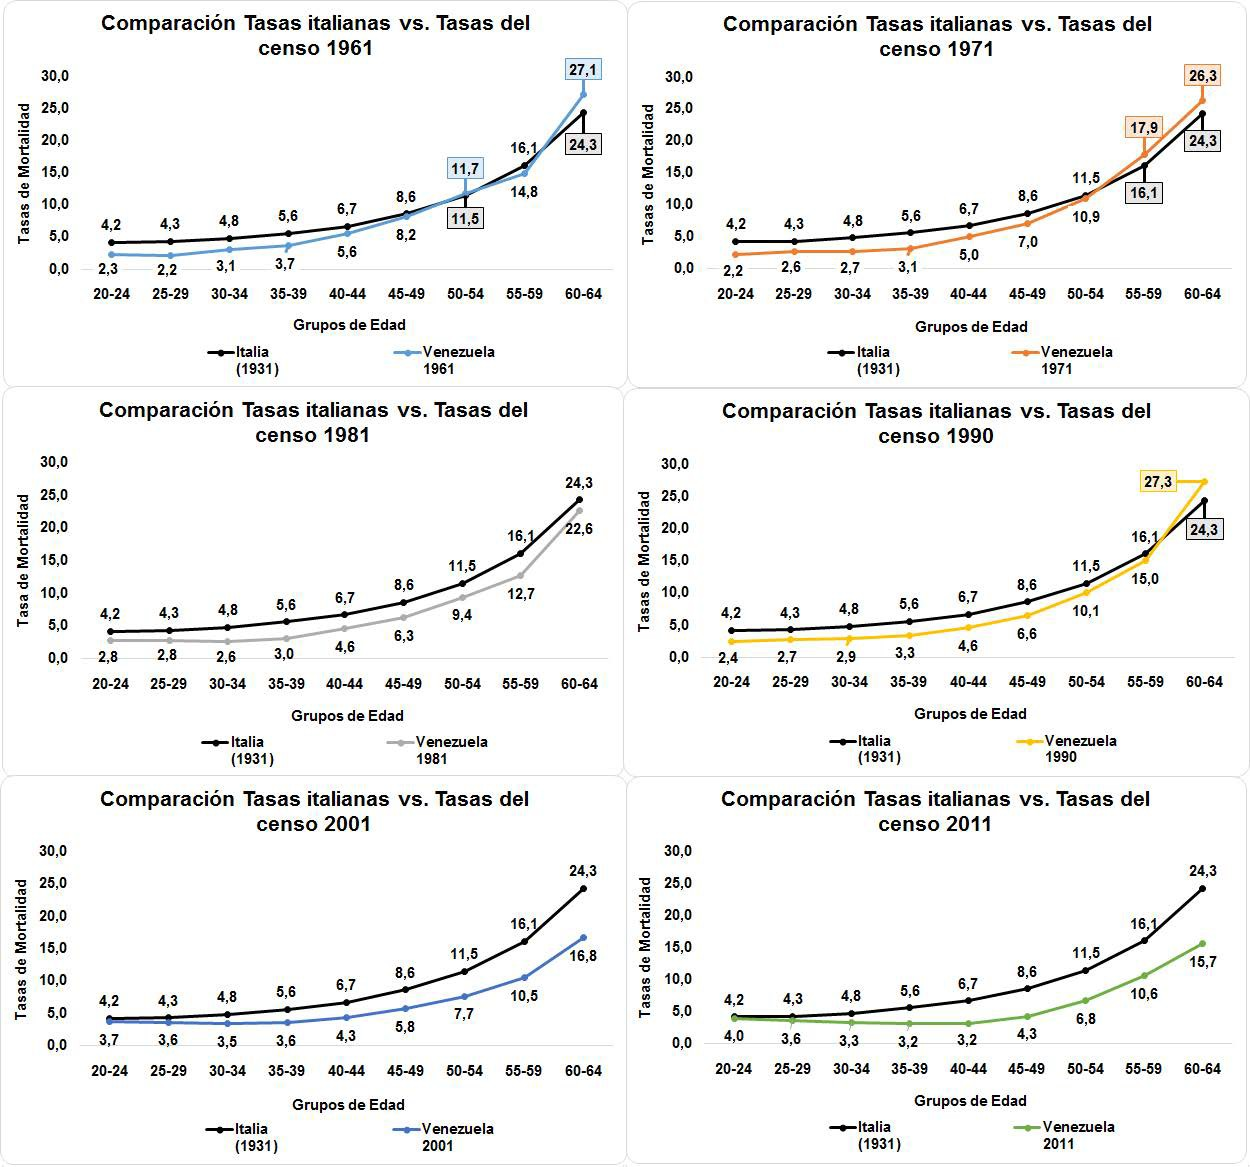 Comparación Tasas italianas vs. Tasas del
censo 1961
Tasas de Mortalidad
30,0
25,0
20,0
15,0
10,0
5,0
0,0
4,2 4,3 4,8 5,6 6,7 8,6 11,5 16,1 24,3
2,3 2,2 3,1 3,7 5,6 8,2 11,7 14,8 27,1
20-24 25-29 30-34 35-39 40-44 45-49 50-54 55-59 60-64
Grupos de Edad
Italia
(1931)
Venezuela
1961
Comparación Tasas italianas vs. Tasas del
censo 1971
Tasas de Mortalidad
30,0
25,0
20,0
15,0
10,0
5,0
0,0
4,2 4,3 4,8 5,6 6,7 8,6 11,5 16,1 24,3
2,2 2,6 2,7 3,1 5,0 7,0 10,9 17,9 26,3
20-24 25-29 30-34 35-39 40-44 45-49 50-54 55-59 60-64
Grupos de Edad
Italia
(1931)
Venezuela
1971
Comparación Tasas italianas vs. Tasas del
censo 1981
Tasa de Mortalidad
30,0
25,0
20,0
15,0
10,0
5,0
0,0
4,2 4,3 4,8 5,6 6,7 8,6 11,5 16,1 24,3
2,8 2,8 2,6 3,0 4,6 6,3 9,4 12,7 22,6
20-24 25-29 30-34 35-39 40-44 45-49 50-54 55-59 60-64
Grupos de Edad
Italia
(1931)
Venezuela
1981
Comparación Tasas italianas vs. Tasas del
censo 1990
Tasas de Mortalidad
30,0
25,0
20,0
15,0
10,0
5,0
0,0
4,2 4,3 4,8 5,6 6,7 8,6 11,5 16,1 24,3
2,4 2,7 2,9 3,3 4,6 6,6 10,1 15,0 27,3
20-24 25-29 30-34 35-39 40-44 45-49 50-54 55-59 60-64
Grupos de Edad
Italia
(1931)
Venezuela
1990
Comparación Tasas italianas vs. Tasas del
censo 2001
Tasas de Mortalidad
30,0
25,0
20,0
15,0
10,0
5,0
0,0
4,2 4,3 4,8 5,6 6,7 8,6 11,5 16,1 24,3
3,7 3,6 3,5 3,6 4,3 5,8 7,7 10,5 16,8
20-24 25-29 30-34 35-39 40-44 45-49 50-54 55-59 60-64
Grupos de Edad
Italia
(1931)
Venezuela
2001
Comparación Tasas italianas vs. Tasas del
censo 2011
Tasas de Mortalidad
30,0
25,0
20,0
15,0
10,0
5,0
0,0
4,2 4,3 4,8 5,6 6,7 8,6 11,5 16,1 24,3
4,0 3,6 3,3 3,2 3,2 4,3 6,8 10,6 15,7
20-24 25-29 30-34 35-39 40-44 45-49 50-54 55-59 60-64
Grupos de Edad
Italia
(1931)
Venezuela
2011